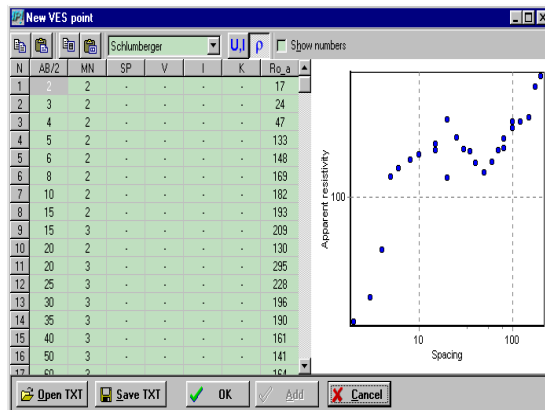 New VES point
Schlumberger U,I ρ Show numbers
N AB/2 MN SP V I K Ro_a
1 2 2 - - - - 17
2 3 2 - - - - 24
3 4 2 - - - - 47
4 5 2 - - - - 133
5 6 2 - - - - 148
6 8 2 - - - - 169
7 10 2 - - - - 182
8 15 2 - - - - 193
9 15 3 - - - - 209
10 20 2 - - - - 130
11 20 3 - - - - 295
12 25 3 - - - - 228
13 30 3 - - - - 196
14 35 3 - - - - 190
15 40 3 - - - - 161
16 50 3 - - - - 141
17 60 3 - - - - 164
Apparent resistivity
100
10 100
Spacing
Open TXT Save TXT OK Add Cancel